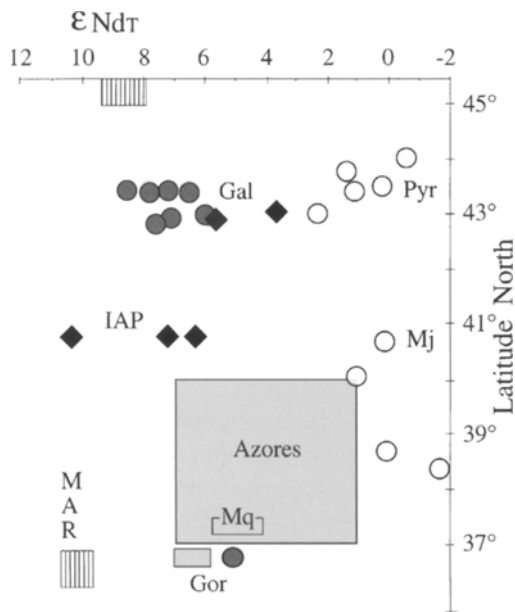 ε NdT
12 10 8 6 4 2 0 -2
45°
Gal Pyr
43°
IAP Mj
41°
Latitude North
39°
Azores
M
A
R
Mq
37°
Gor